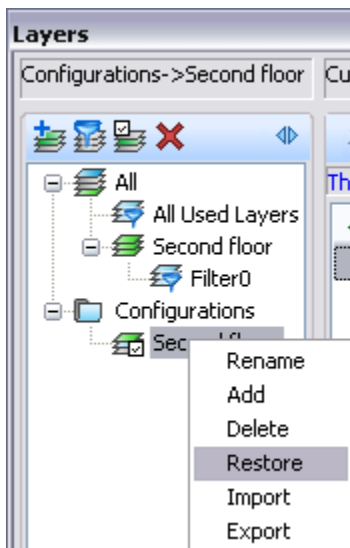 Layers
Configurations->Second floor
Cu
Th
All
All Used Layers
Second floor
Filter0
Configurations
Sec
Rename
Add
Delete
Restore
Import
Export